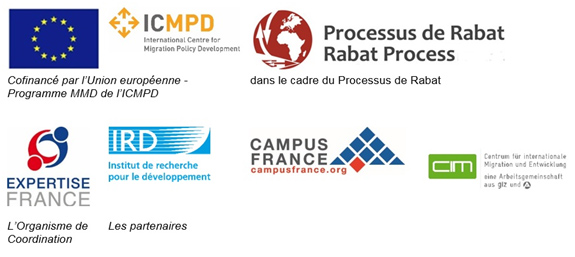 ICMPD
International Centre for
Migration Policy Development
Processus de Rabat
Rabat Process
Cofinancé par l'Union européenne -
Programme MMD de l'ICMPD
dans le cadre du Processus de Rabat
EXPERTISE
FRANCE
IRD
Institut de recherche
pour le développement
CAMPUS
FRANCE
campusfrance.org
CIM
Centrum für internationale
Migration und Entwicklung
eine Arbeitsgemeinschaft
aus giz und
L'Organisme de
Coordination
Les partenaires